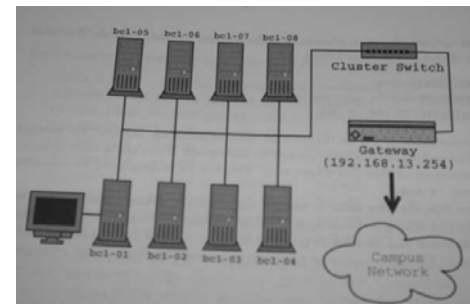 bc1-05 bc1-06 bc1-07 bc1-08
Cluster Switch
Gateway
(192.168.13.254)
bc1-01 bc1-02 bc1-03 bc1-04
Campus
Network